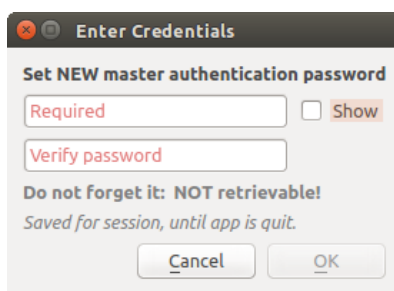 Enter Credentials
Set NEW master authentication password
Required
Show
Verify password
Do not forget it: NOT retrievable!
Saved for session, until app is quit.
Cancel
OK